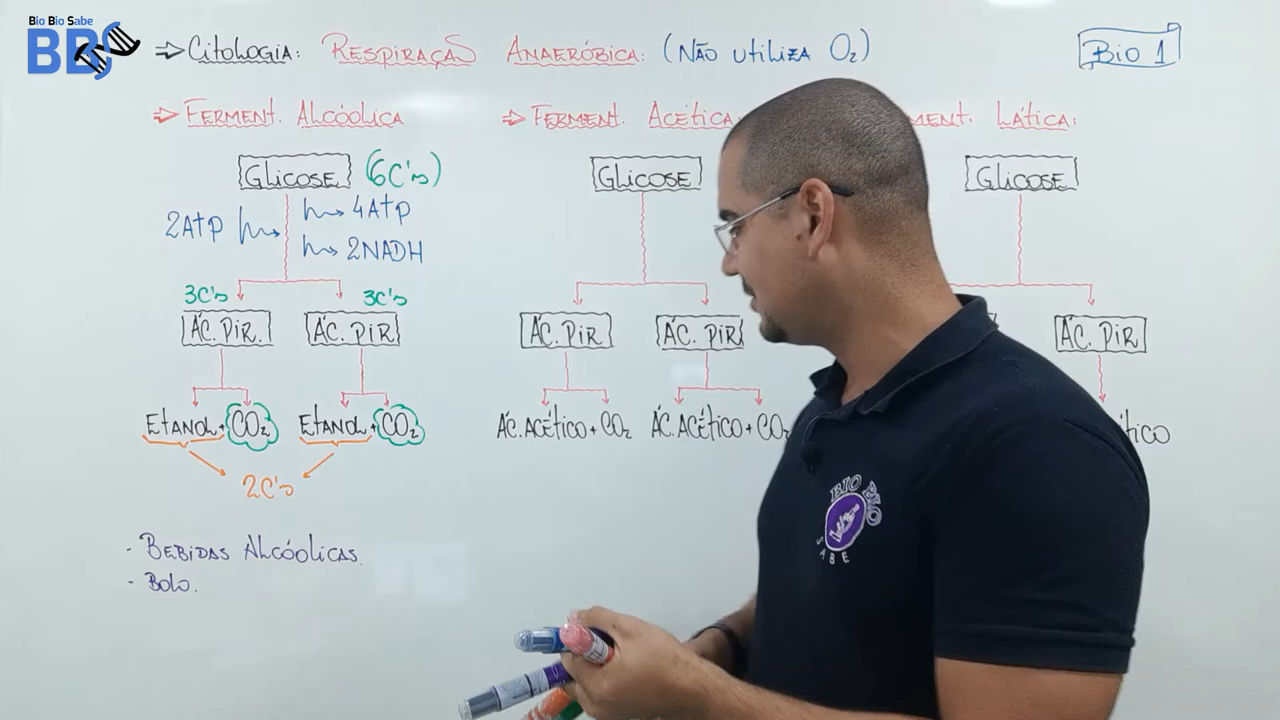 Bio Bio Sabe
BBS
⇒ Citologia: Respiração Anaeróbica: (Não utiliza O₂)
Bio 1
⇒ Ferment. Alcóolica
Glicose (6C's)
2ATP
4ATP
2NADH
3C's 3C's
Ác. Pir. Ác. Pir
Etanol + CO₂ Etanol + CO₂
2C's
- Bebidas Alcóolicas.
- Bolo.
⇒ Ferment. Acética:
Glicose
Ác. Pir Ác. Pir
Ác. Acético + CO₂ Ác. Acético + CO₂
Lática:
Glicose
Ác. Pir
BIO BIO
SABE